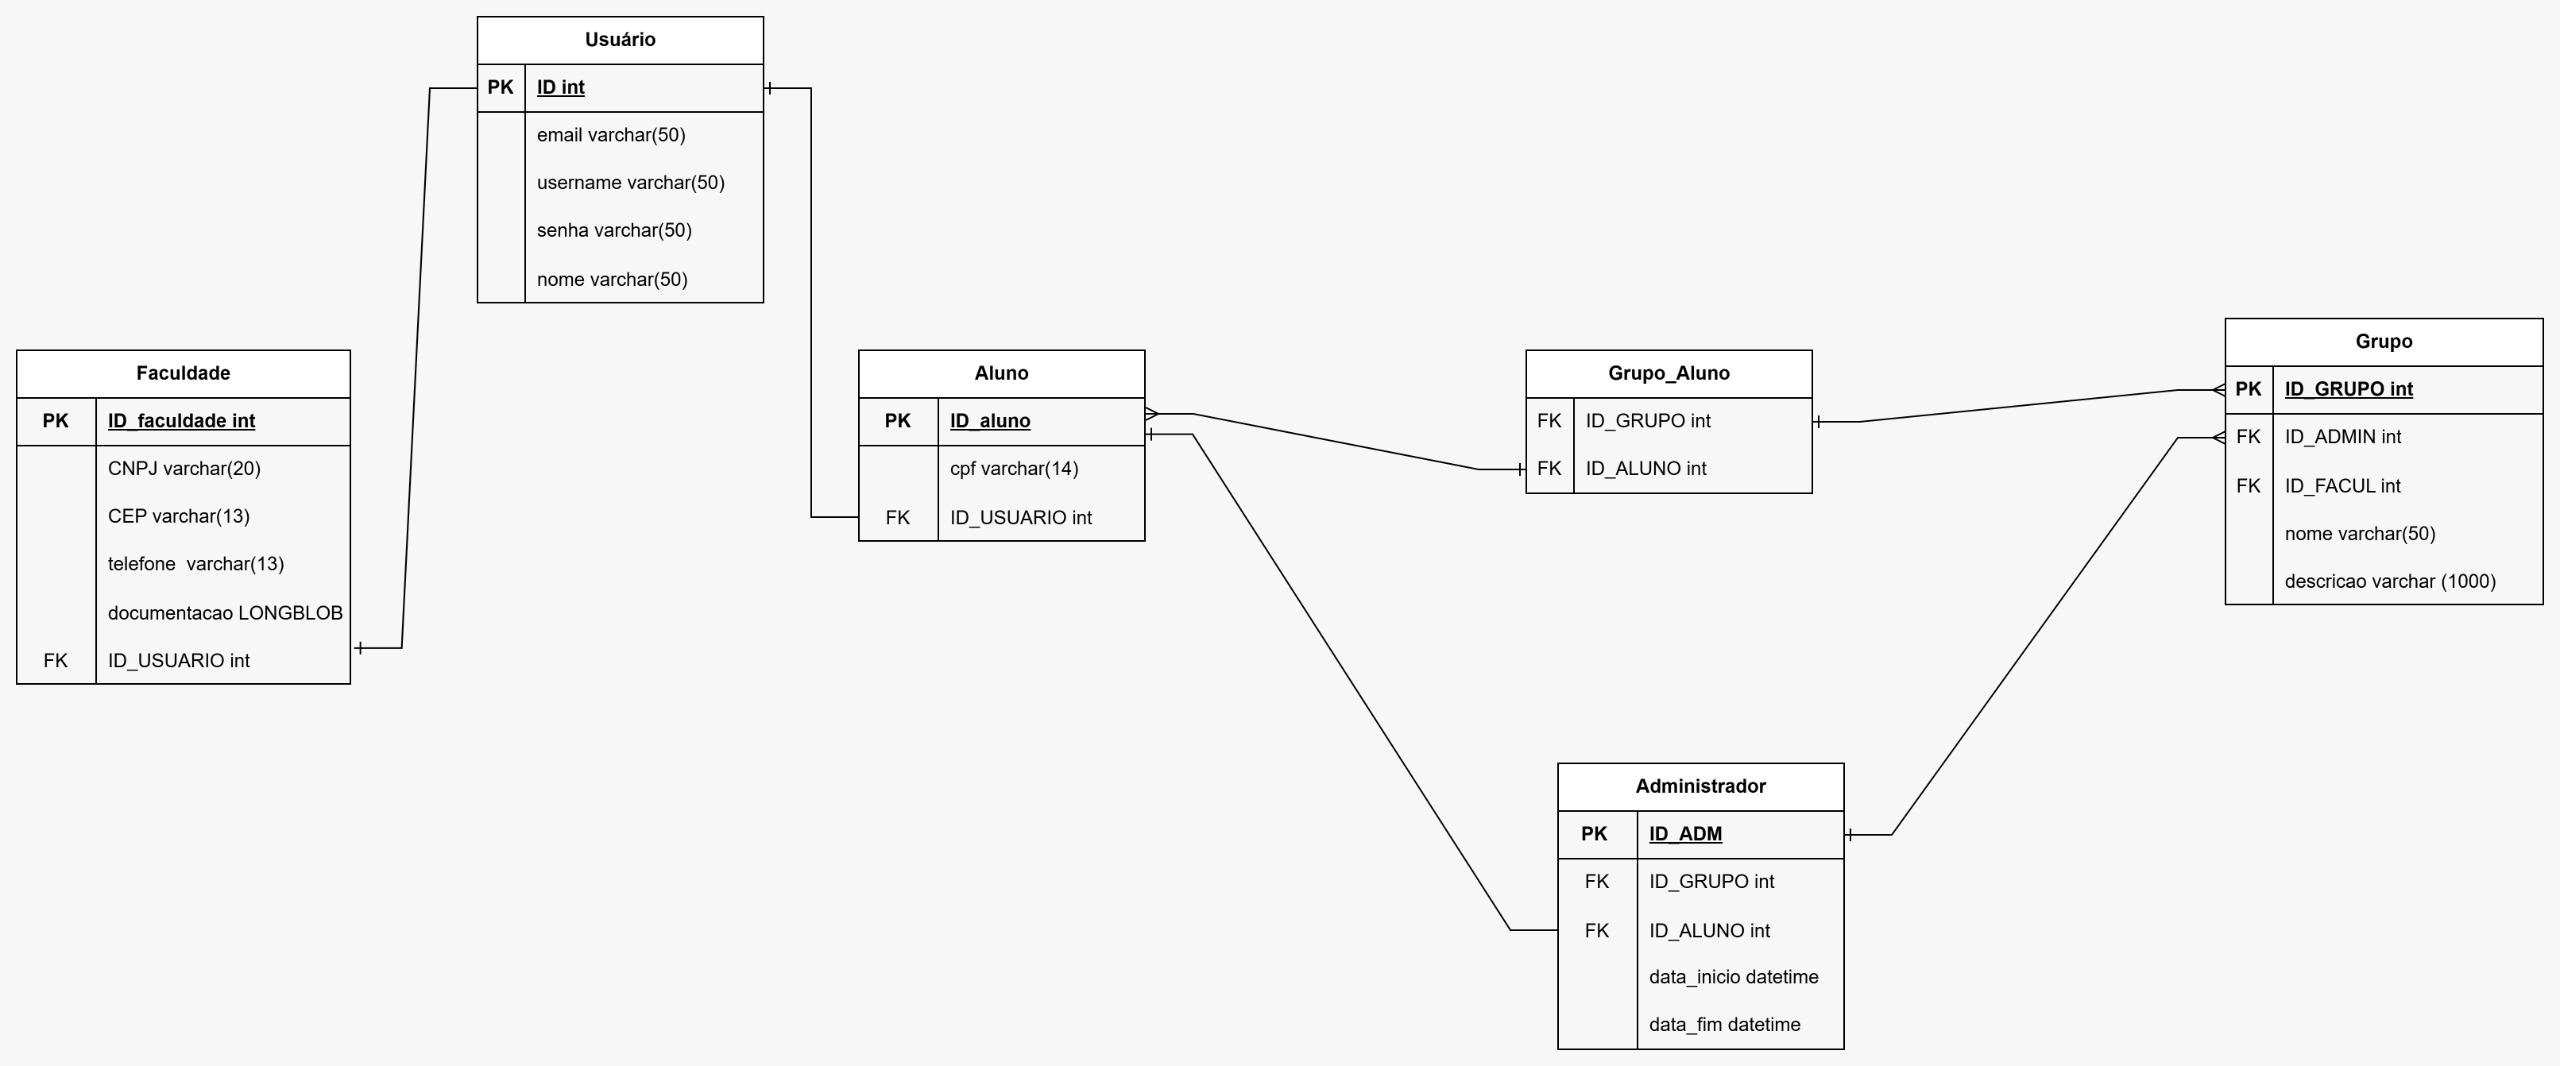 Usuário
PK ID int
email varchar(50)
username varchar(50)
senha varchar(50)
nome varchar(50)
Faculdade
PK ID_faculdade int
CNPJ varchar(20)
CEP varchar(13)
telefone  varchar(13)
documentacao LONGBLOB
FK ID_USUARIO int
Aluno
PK ID_aluno
cpf varchar(14)
FK ID_USUARIO int
Grupo_Aluno
FK ID_GRUPO int
FK ID_ALUNO int
Grupo
PK ID_GRUPO int
FK ID_ADMIN int
FK ID_FACUL int
nome varchar(50)
descricao varchar (1000)
Administrador
PK ID_ADM
FK ID_GRUPO int
FK ID_ALUNO int
data_inicio datetime
data_fim datetime